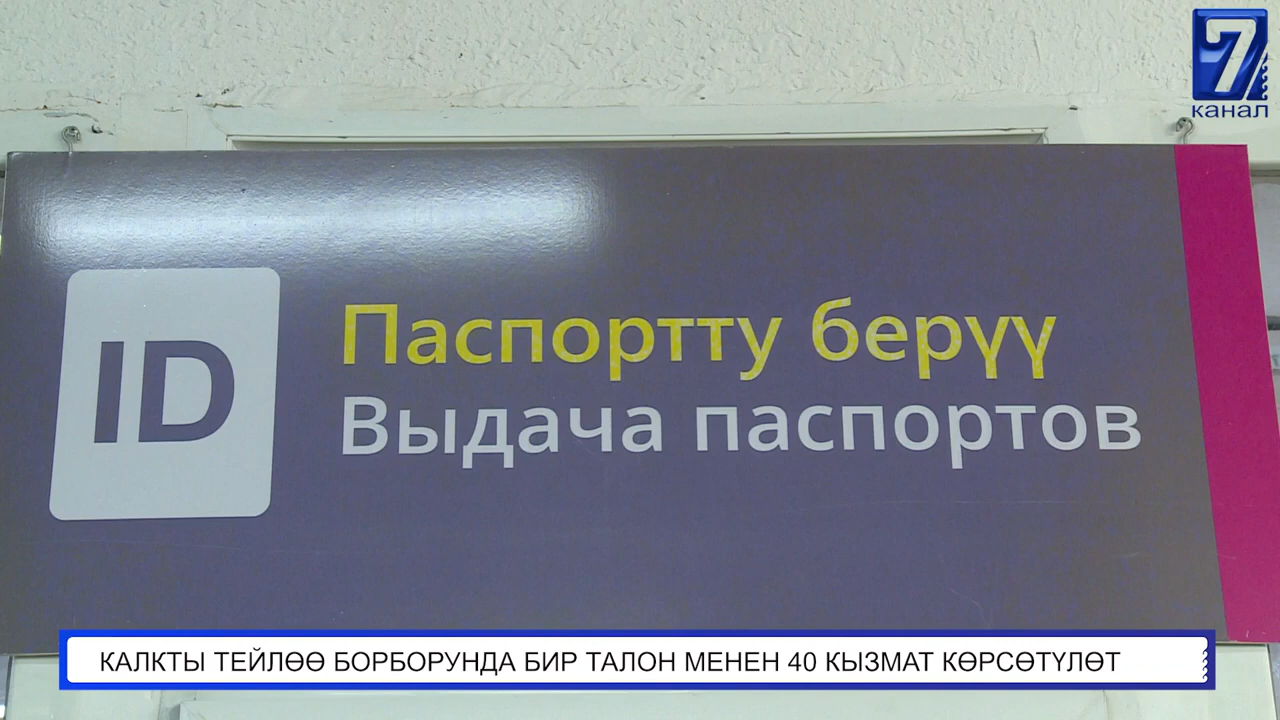 7
канал
ID
Паспортту берүү
Выдача паспортов
КАЛКТЫ ТЕЙЛӨӨ БОРБОРУНДА БИР ТАЛОН МЕНЕН 40 КЫЗМАТ КӨРСӨТҮЛӨТ